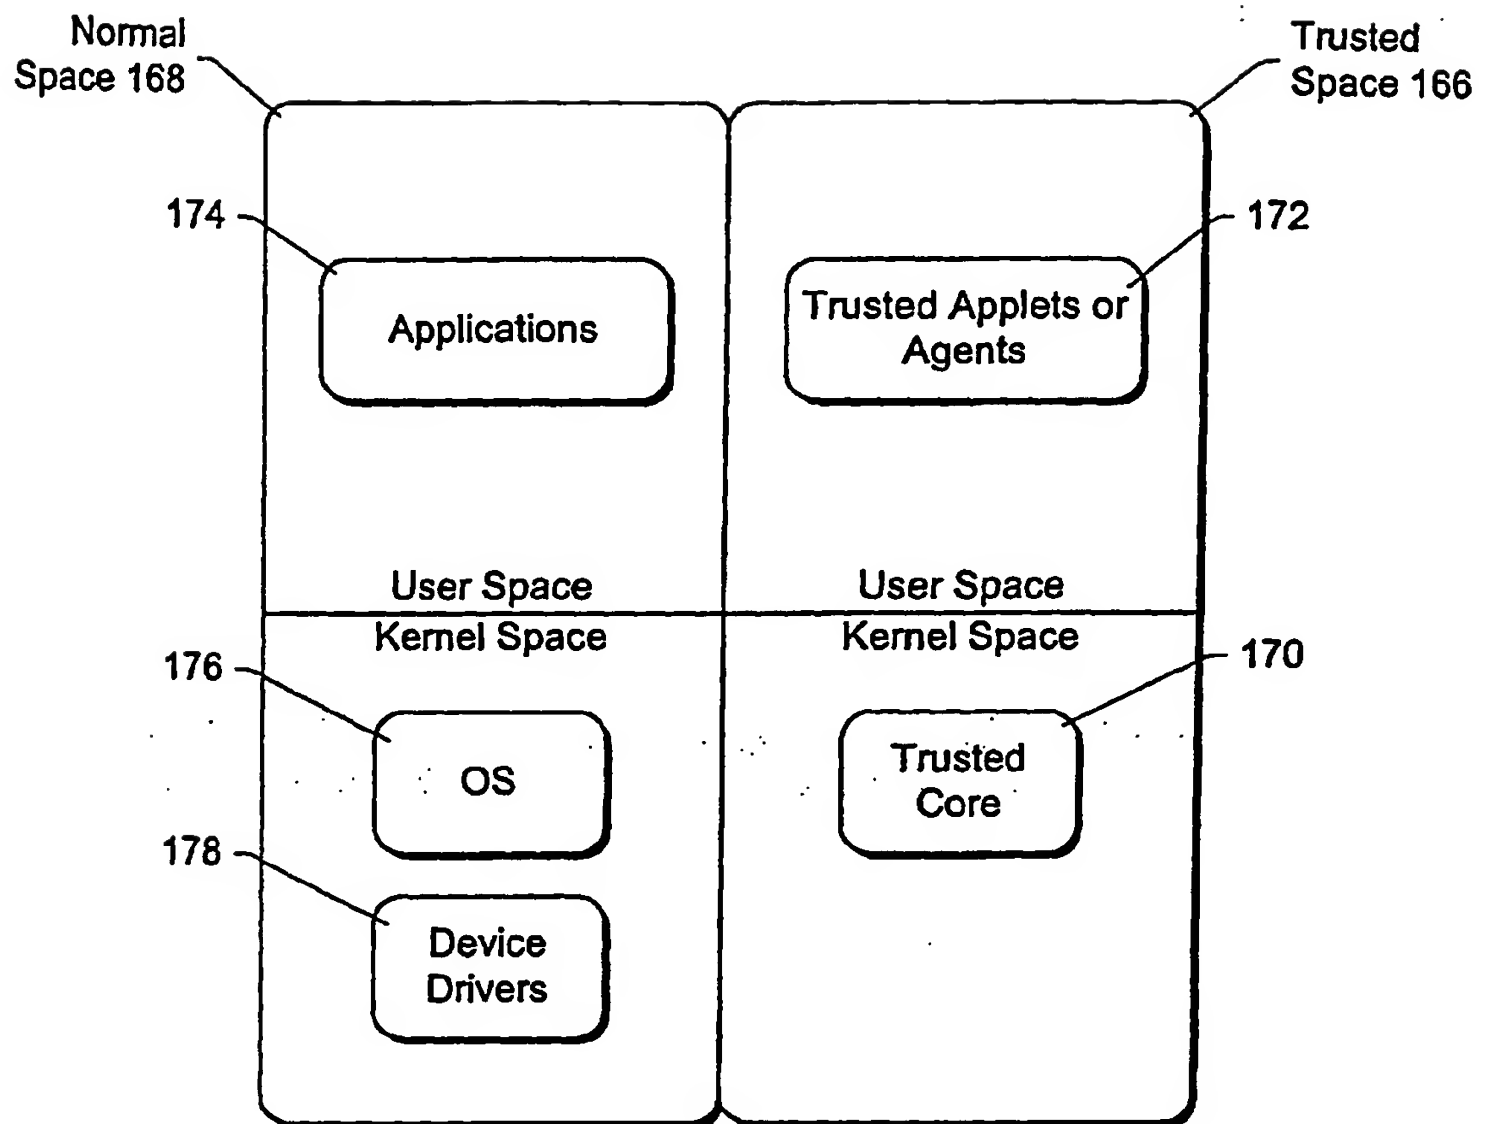 Normal
Space 168
Trusted
Space 166
174
172
Applications
Trusted Applets or
Agents
User Space
User Space
Kernel Space
Kernel Space
176
170
OS
Trusted
Core
178
Device
Drivers